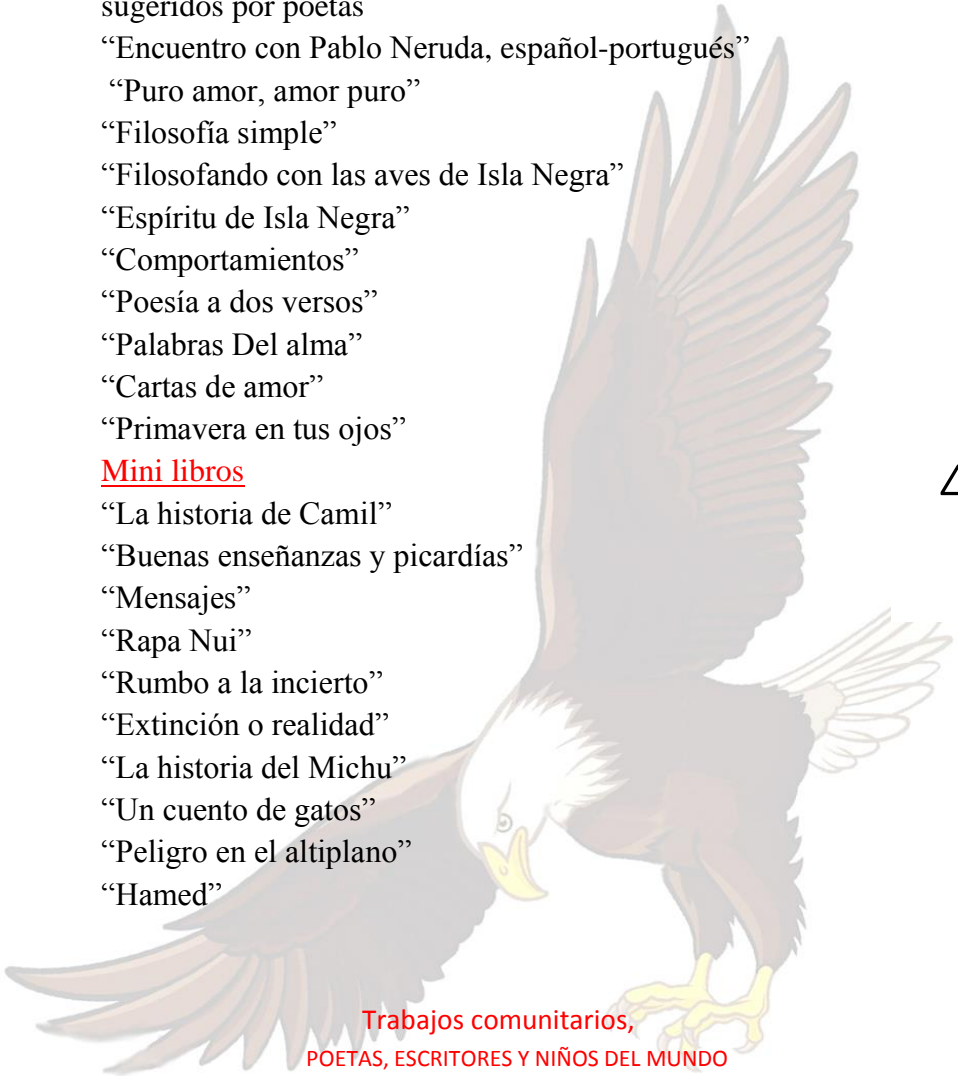 sugeridos por poetas
“Encuentro con Pablo Neruda, español-portugués”
“Puro amor, amor puro”
“Filosofía simple”
“Filosofando con las aves de Isla Negra”
“Espíritu de Isla Negra”
“Comportamientos”
“Poesía a dos versos”
“Palabras Del alma”
“Cartas de amor”
“Primavera en tus ojos”
Mini libros
“La historia de Camil”
“Buenas enseñanzas y picardías”
“Mensajes”
“Rapa Nui”
“Rumbo a la incierto”
“Extinción o realidad”
“La historia del Michu”
“Un cuento de gatos”
“Peligro en el altiplano”
“Hamed”
Trabajos comunitarios,
POETAS, ESCRITORES Y NIÑOS DEL MUNDO